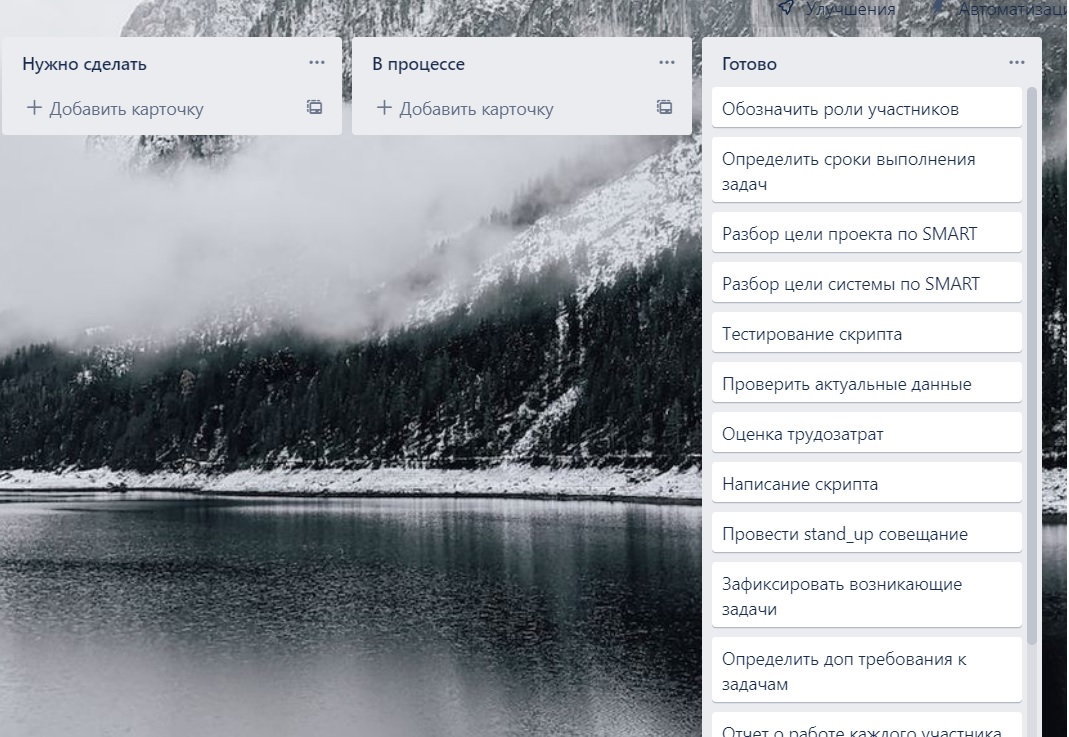 Улучшения
Автоматизаци
Нужно сделать
Добавить карточку
В процессе
Добавить карточку
Готово
Обозначить роли участников
Определить сроки выполнения
задач
Разбор цели проекта по SMART
Разбор цели системы по SMART
Тестирование скрипта
Проверить актуальные данные
Оценка трудозатрат
Написание скрипта
Провести stand_up совещание
Зафиксировать возникающие
задачи
Определить доп требования к
задачам
Отчет о работе каждого участника